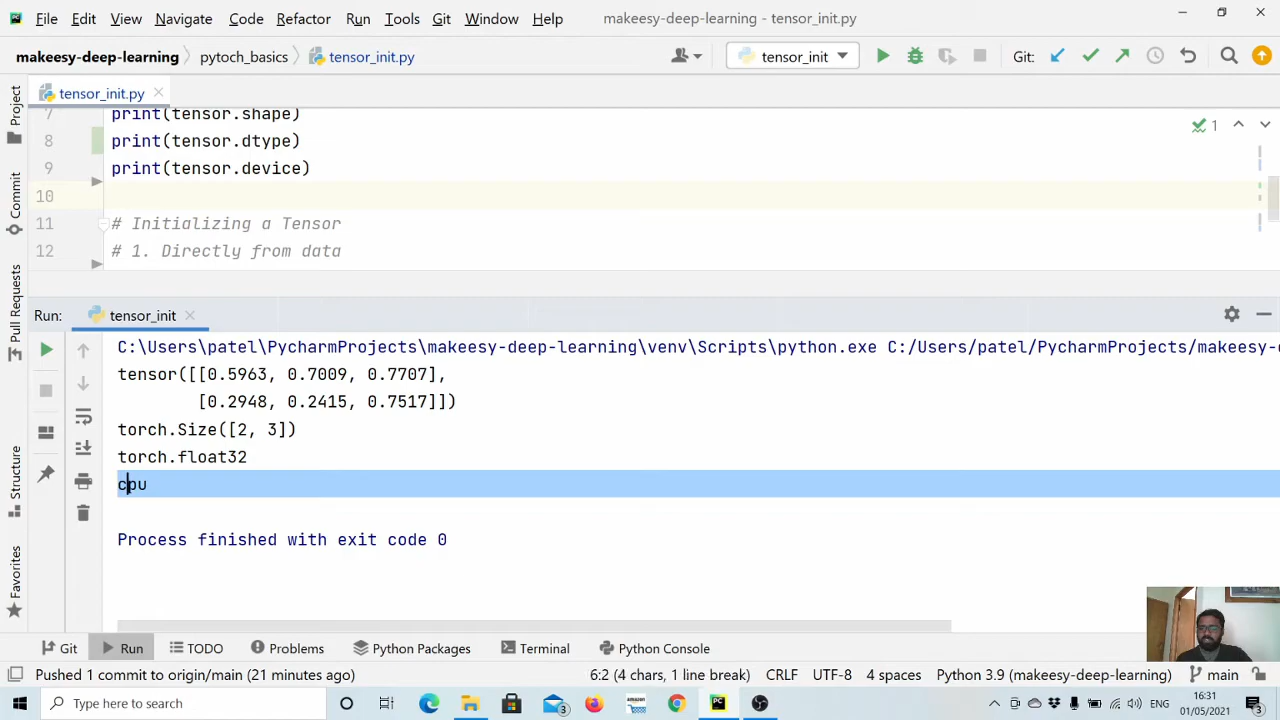 File Edit View Navigate Code Refactor Run Tools Git Window Help makeesy-deep-learning - tensor_init.py
makeesy-deep-learning pytoch_basics tensor_init.py tensor_init Git:
tensor_init.py
7 print(tensor.shape)
8 print(tensor.dtype)
9 print(tensor.device)
10
11 # Initializing a Tensor
12 # 1. Directly from data
1
Project
Commit
Pull Requests
Structure
Favorites
Run: tensor_init
C:\Users\patel\PycharmProjects\makeesy-deep-learning\venv\Scripts\python.exe C:/Users/patel/PycharmProjects/makeesy-d
tensor([[0.5963, 0.7009, 0.7707],
[0.2948, 0.2415, 0.7517]])
torch.Size([2, 3])
torch.float32
cpu
Process finished with exit code 0
Git Run TODO Problems Python Packages Terminal Python Console
Pushed 1 commit to origin/main (21 minutes ago) 6:2 (4 chars, 1 line break) CRLF UTF-8 4 spaces Python 3.9 (makeesy-deep-learning) main
Type here to search 3 ENG 16:31
01/05/2021 3